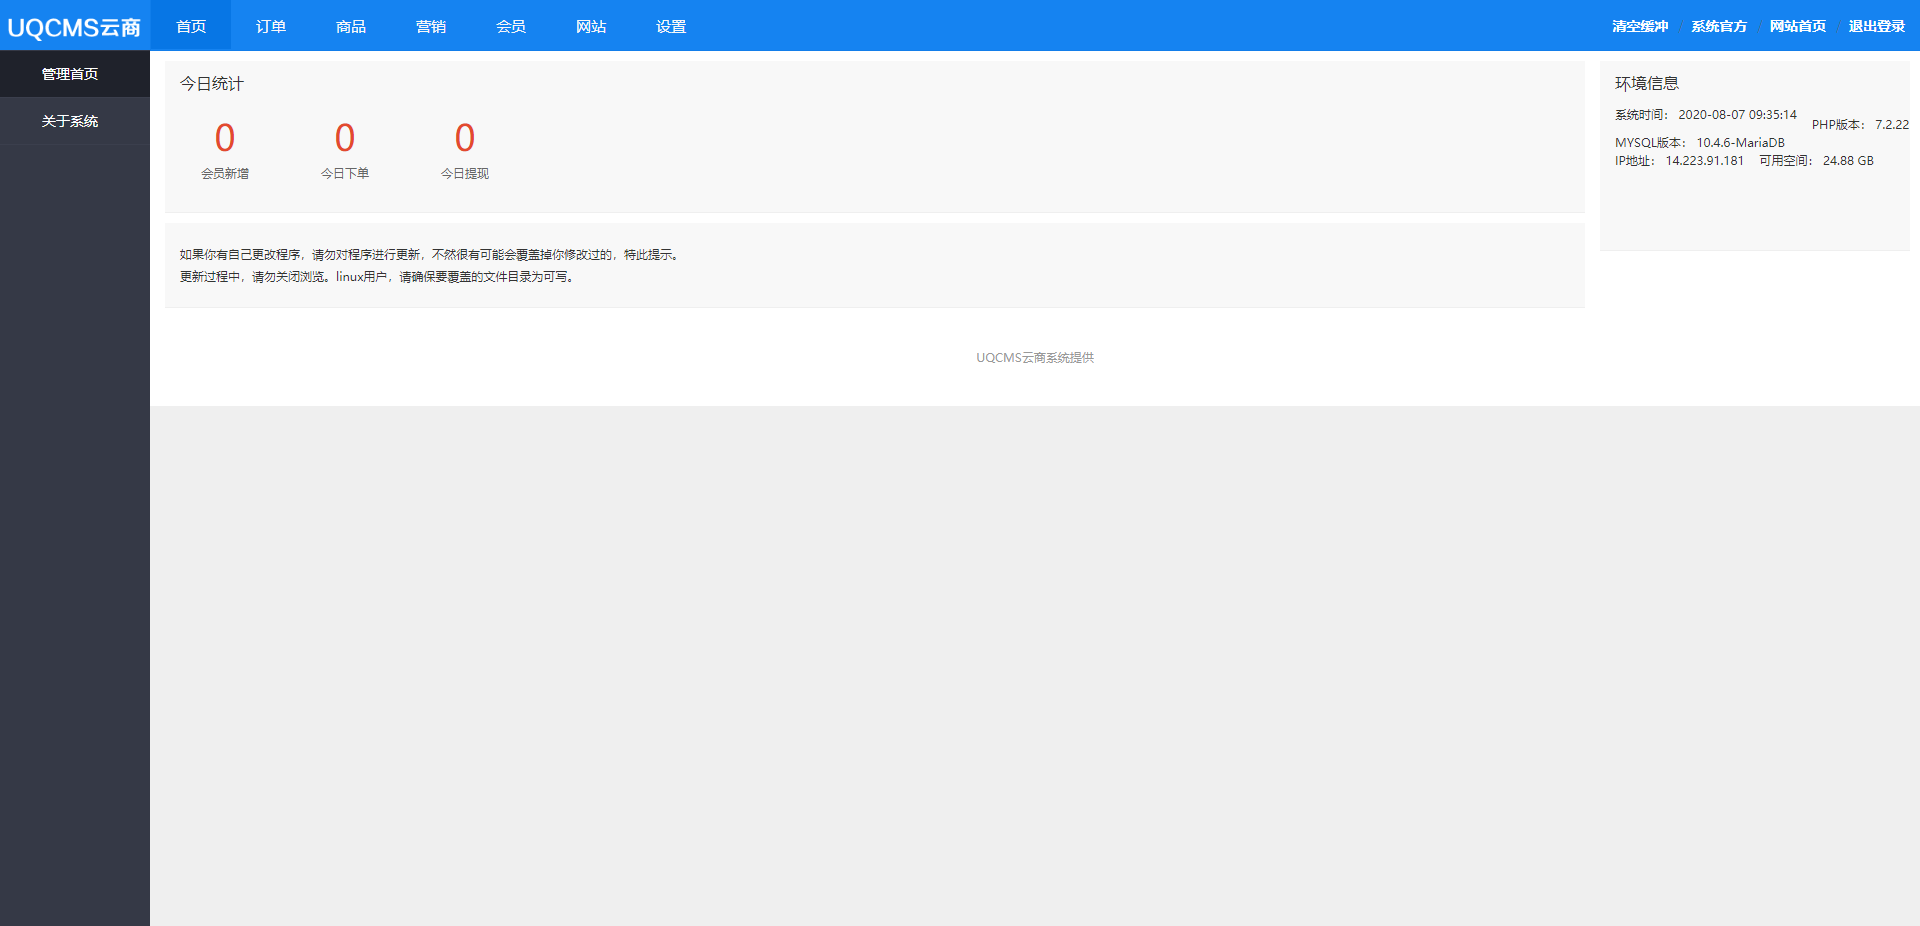 UQCMS云商
首页 订单 商品 营销 会员 网站 设置
清空缓冲 / 系统官方 / 网站首页 / 退出登录
管理首页
关于系统
今日统计
0 0 0
会员新增 今日下单 今日提现
如果你有自己更改程序，请勿对程序进行更新，不然很有可能会覆盖掉你修改过的，特此提示。
更新过程中，请勿关闭浏览。linux用户，请确保要覆盖的文件目录为可写。
环境信息
系统时间： 2020-08-07 09:35:14
PHP版本： 7.2.22
MYSQL版本： 10.4.6-MariaDB
IP地址： 14.223.91.181 可用空间： 24.88 GB
UQCMS云商系统提供